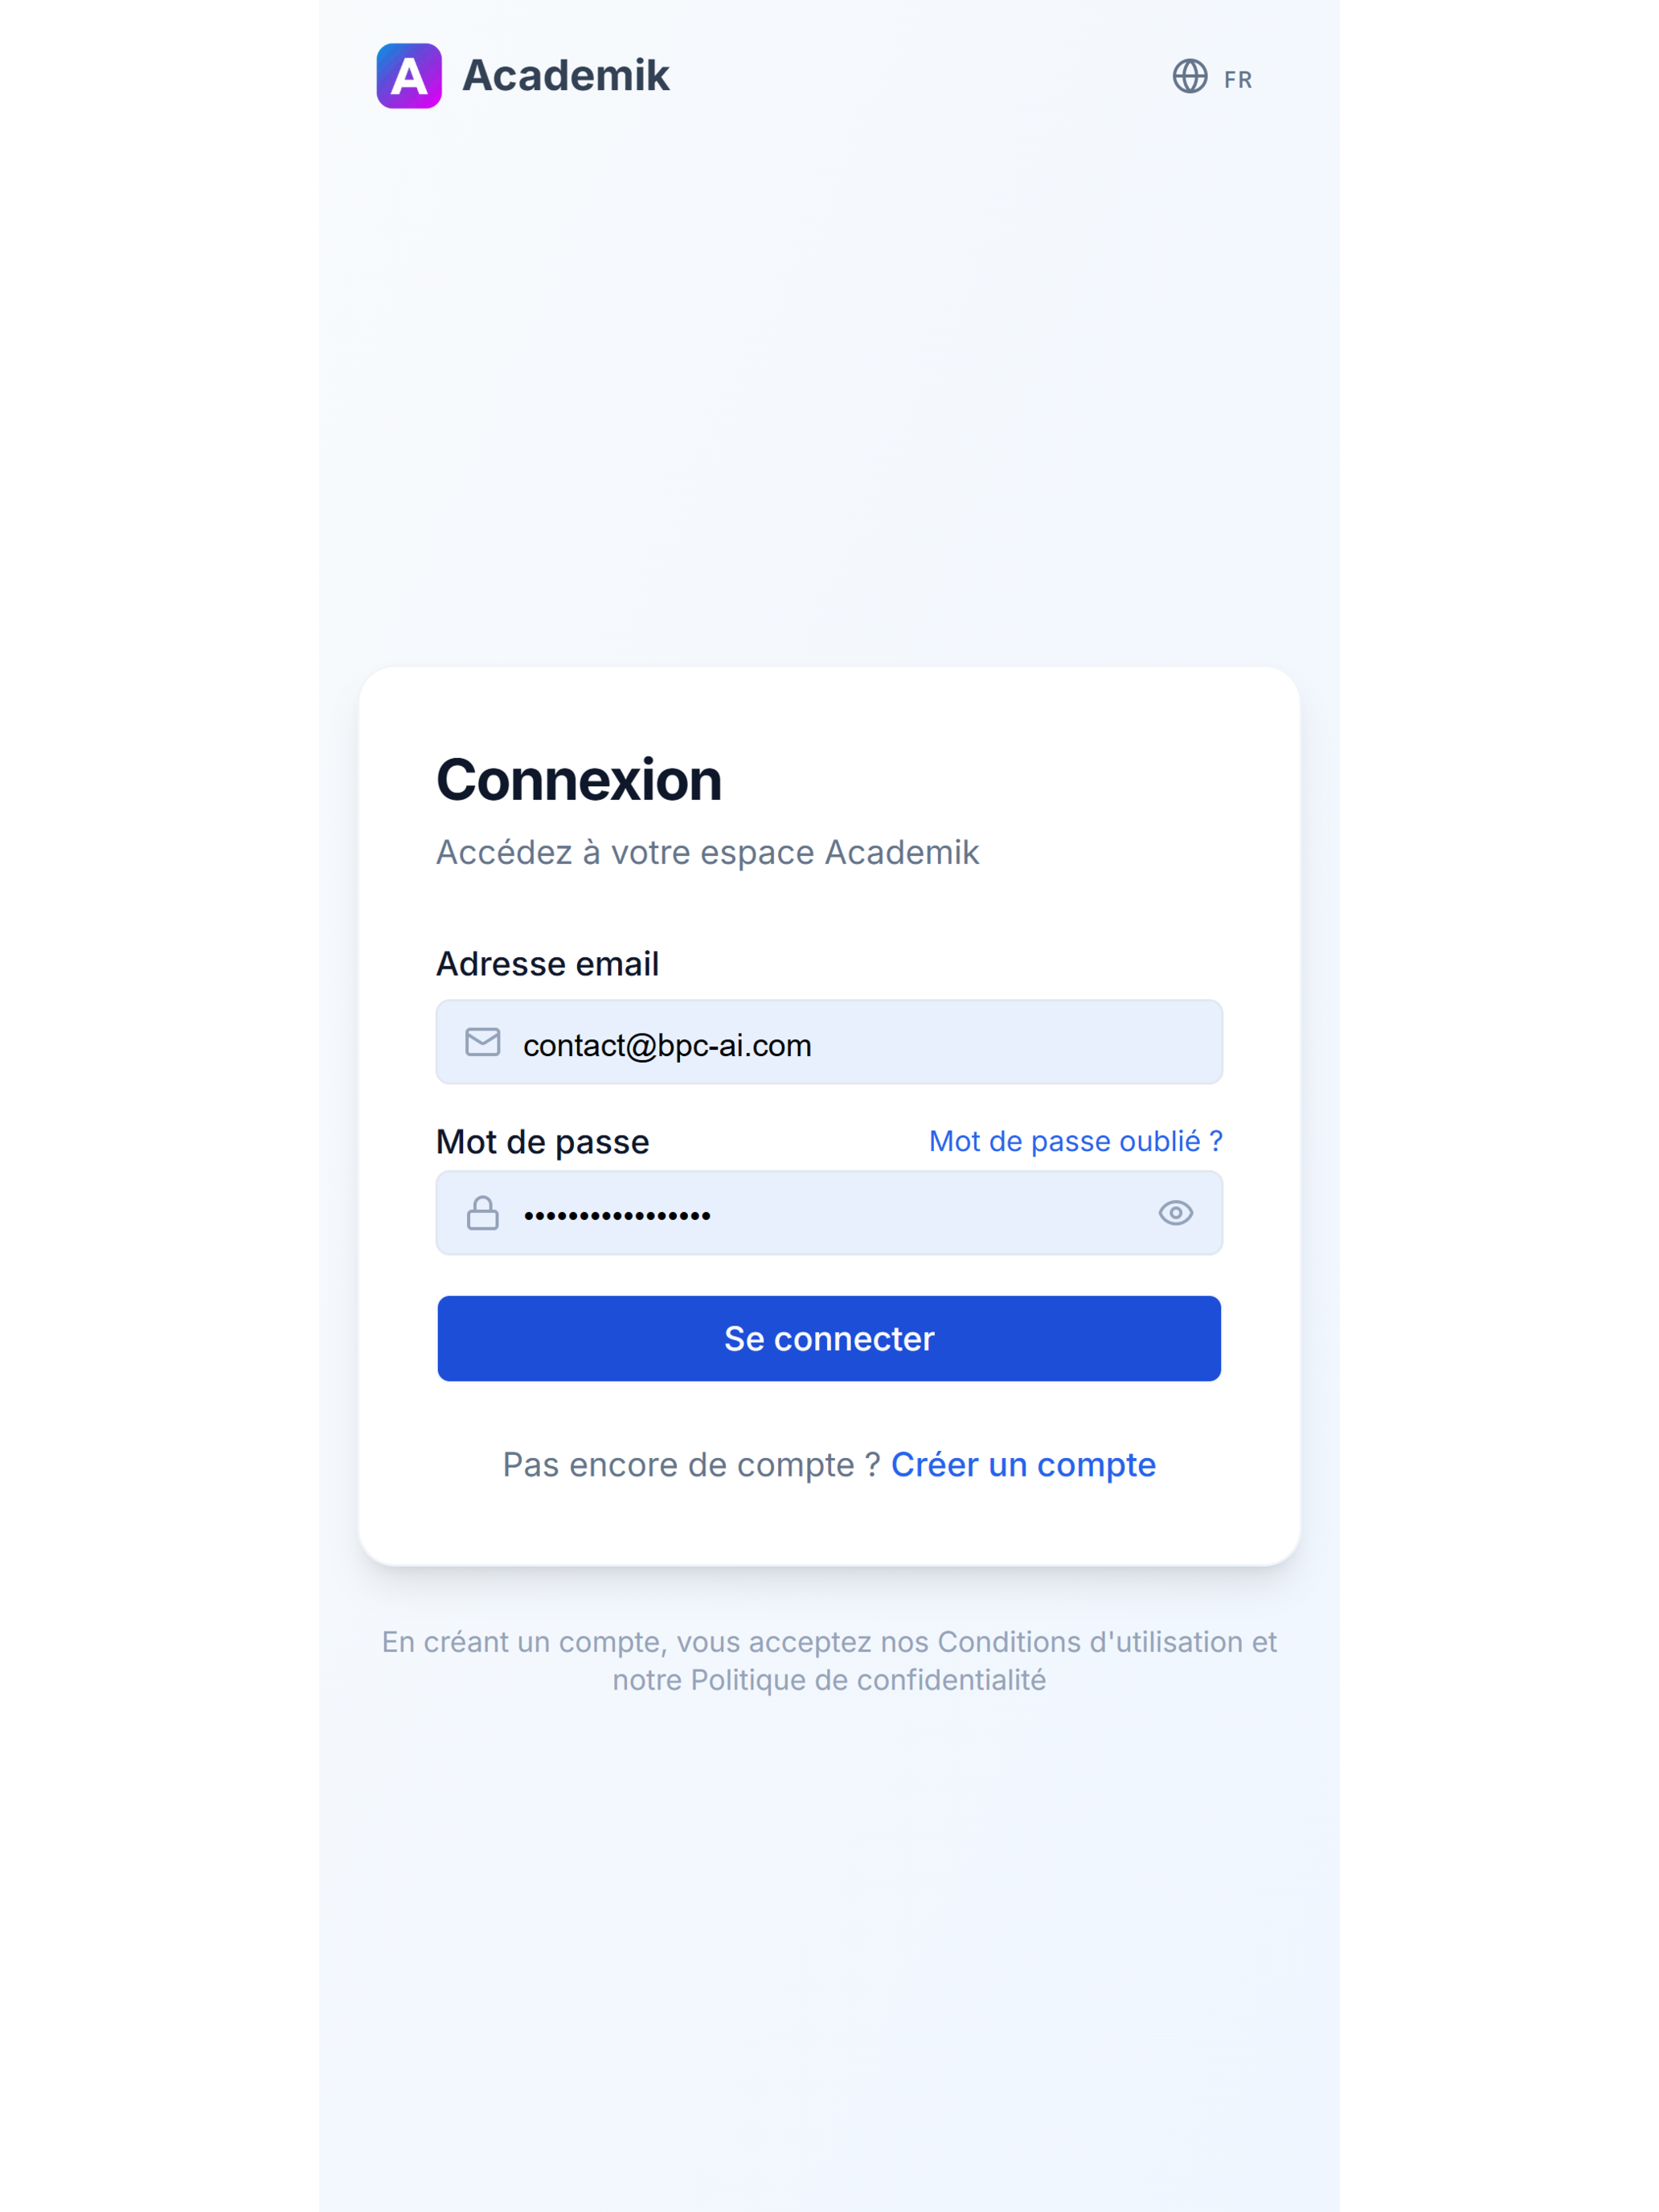 A Academik
FR
Connexion
Accédez à votre espace Academik
Adresse email
contact@bpc-ai.com
Mot de passe
Mot de passe oublié ?
•••••••••••••••••
Se connecter
Pas encore de compte ? Créer un compte
En créant un compte, vous acceptez nos Conditions d'utilisation et
notre Politique de confidentialité